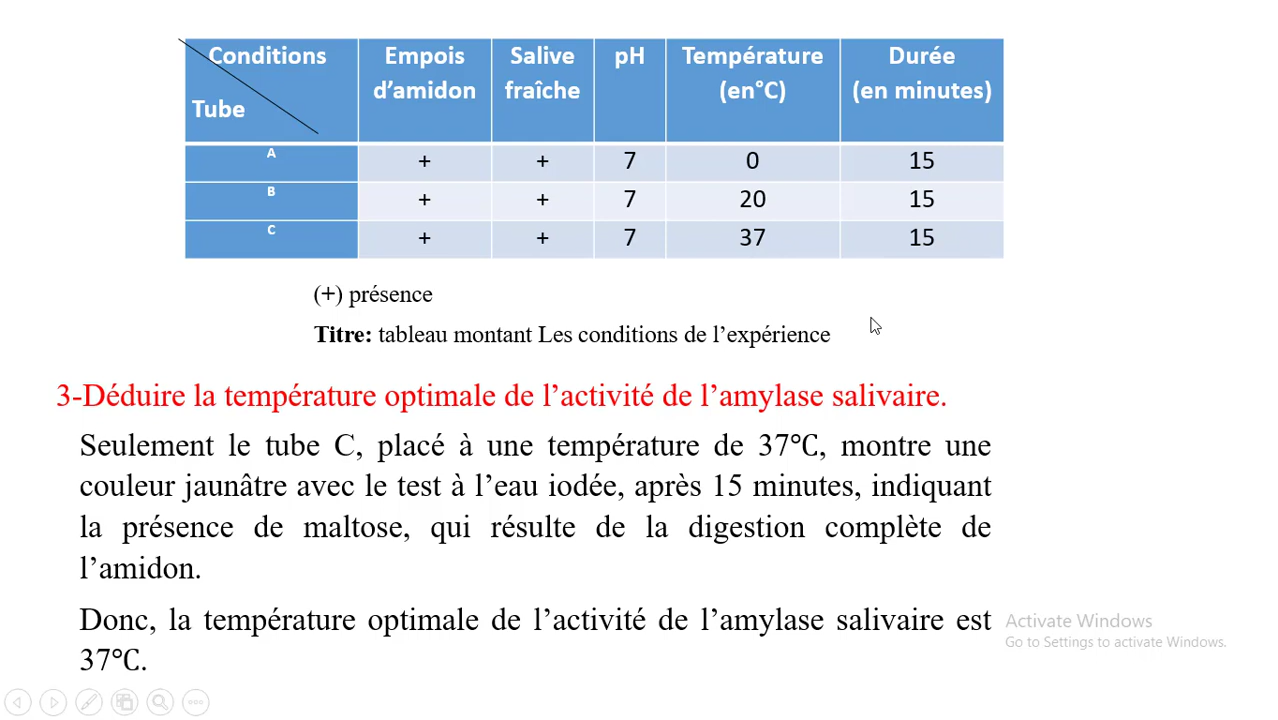 Conditions Empois Salive pH Température Durée
d’amidon fraîche (en°C) (en minutes)
Tube
A + + 7 0 15
B + + 7 20 15
C + + 7 37 15
(+) présence
Titre: tableau montant Les conditions de l’expérience
3-Déduire la température optimale de l’activité de l’amylase salivaire.
Seulement le tube C, placé à une température de 37℃, montre une
couleur jaunâtre avec le test à l’eau iodée, après 15 minutes, indiquant
la présence de maltose, qui résulte de la digestion complète de
l’amidon.
Donc, la température optimale de l’activité de l’amylase salivaire est
37℃.
Activate Windows
Go to Settings to activate Windows.